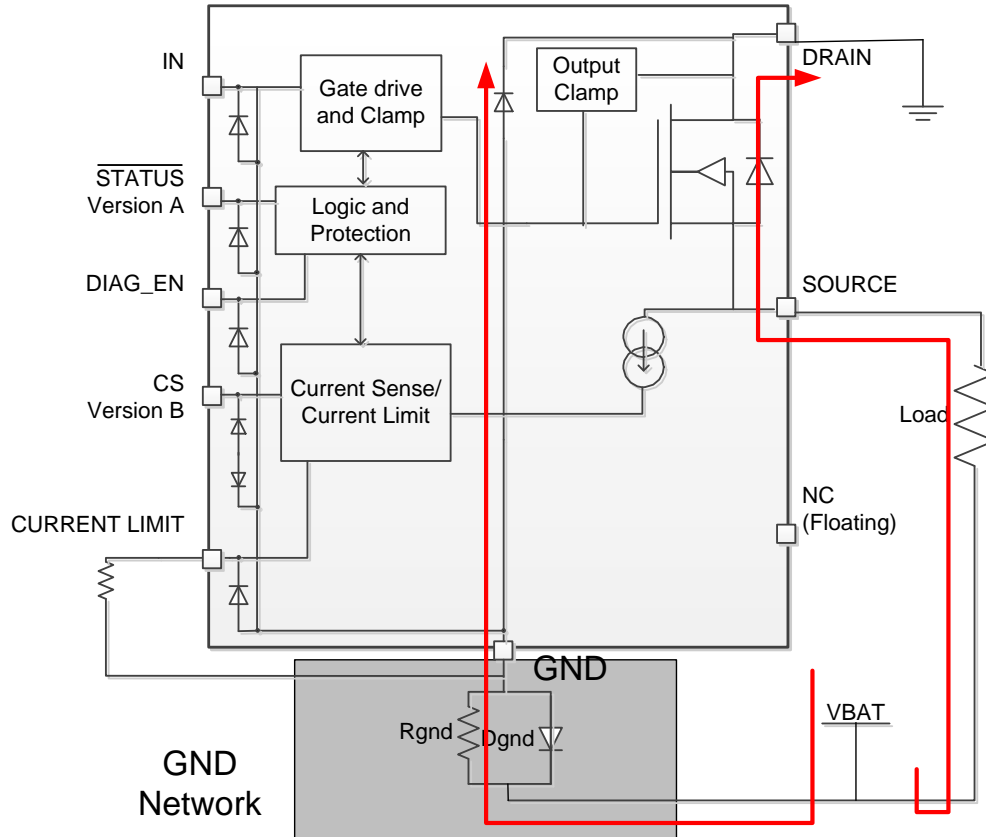 IN
DRAIN
Output
Clamp
Gate drive
and Clamp
STATUS
Version A
Logic and
Protection
DIAG_EN
SOURCE
CS
Version B
Current Sense/
Current Limit
Load
NC
(Floating)
CURRENT LIMIT
GND
VBAT
Rgnd
Dgnd
GND
Network